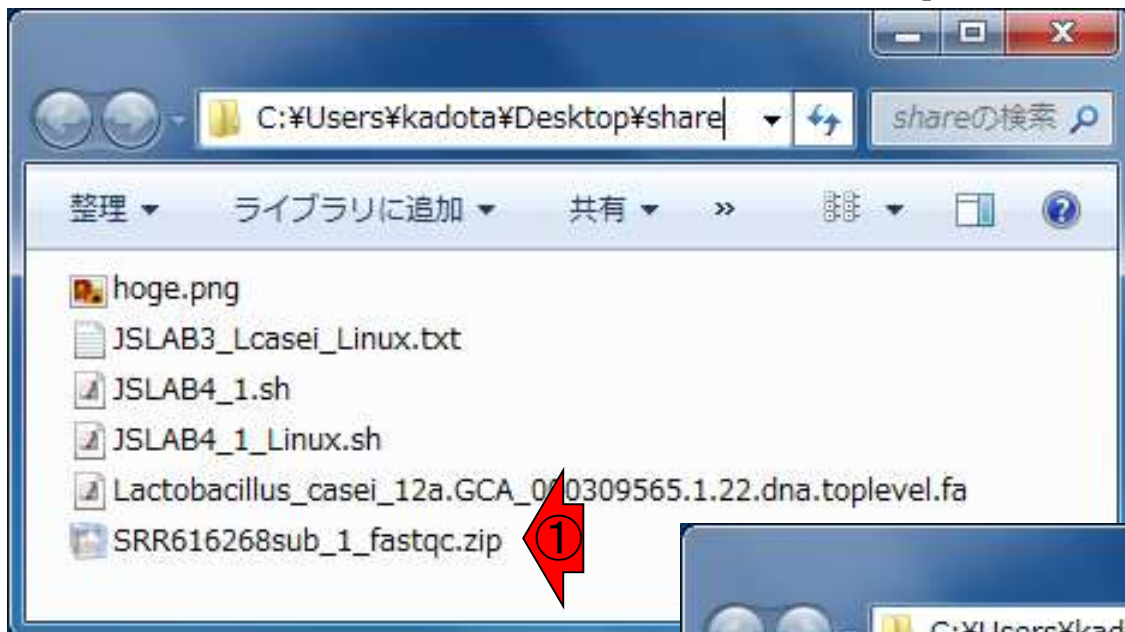 C:¥Users¥kadota¥Desktop¥share
shareの検索
整理 ライブラリに追加 共有 »
hoge.png
JSLAB3_Lcasei_Linux.txt
JSLAB4_1.sh
JSLAB4_1_Linux.sh
Lactobacillus_casei_12a.GCA_000309565.1.22.dna.toplevel.fa
SRR616268sub_1_fastqc.zip ①
C:¥Users¥kad